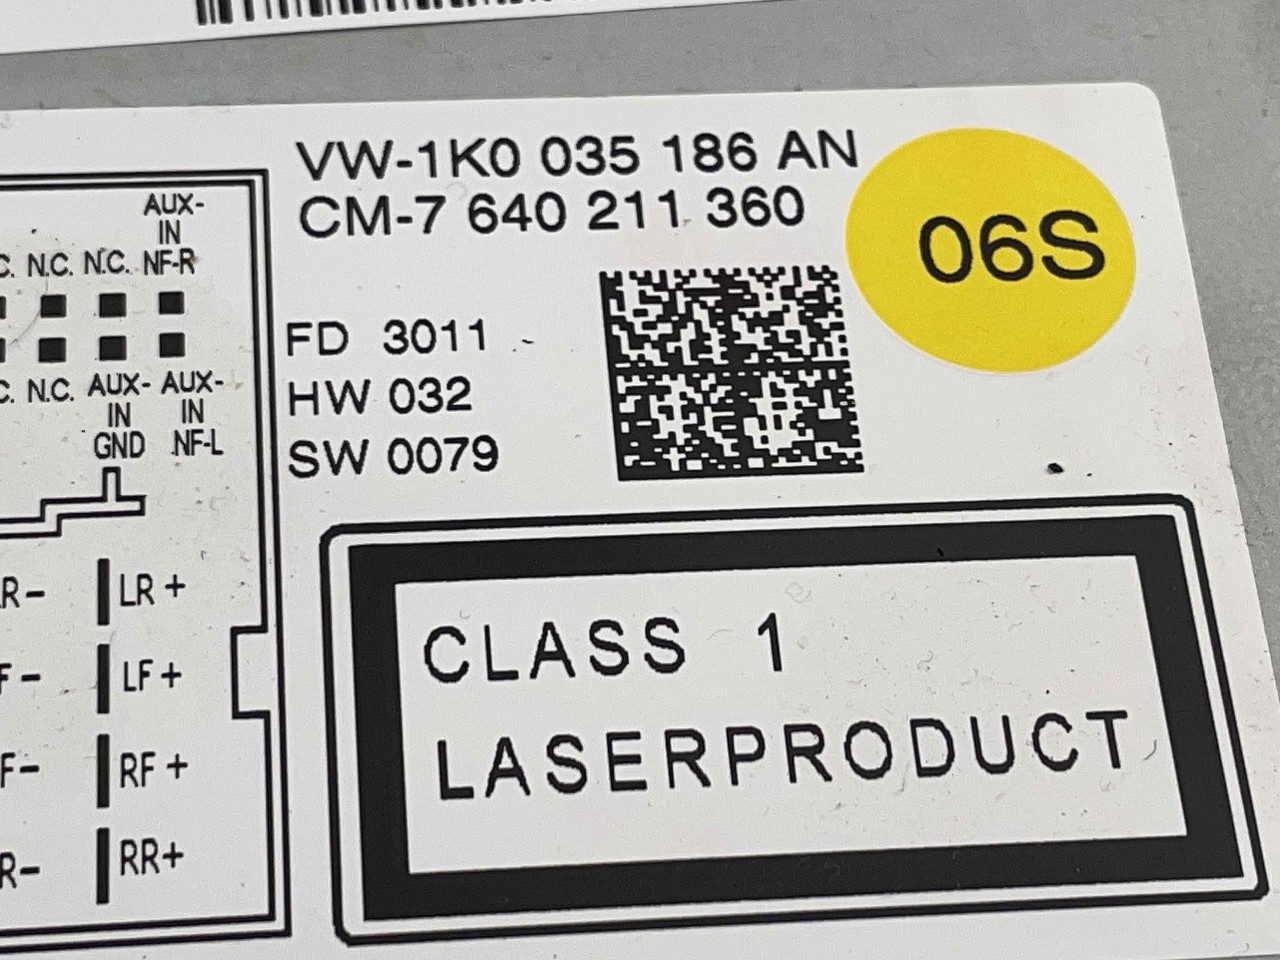 VW-1K0 035 186 AN
CM-7 640 211 360
06S
AUX-
IN
C. N.C. N.C. NF-R
C. N.C. AUX- AUX-
IN IN
GND NF-L
FD 3011
HW 032
SW 0079
R- LR +
F- LF +
F- RF +
R- RR+
CLASS 1
LASERPRODUCT